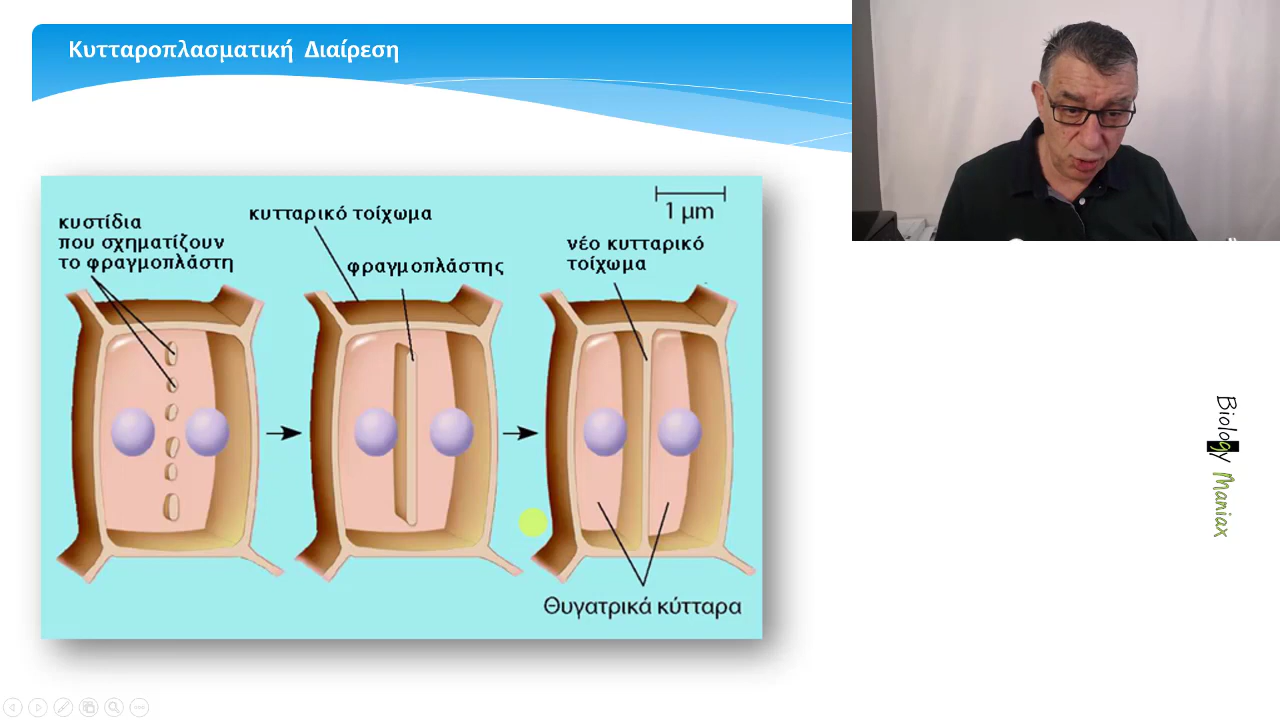 Κυτταροπλασματική Διαίρεση
κυστίδια
που σχηματίζουν
το φραγμοπλάστη
κυτταρικό τοίχωμα
φραγμοπλάστης
1 μm
νέο κυτταρικό
τοίχωμα
Θυγατρικά κύτταρα
Biology Maniax